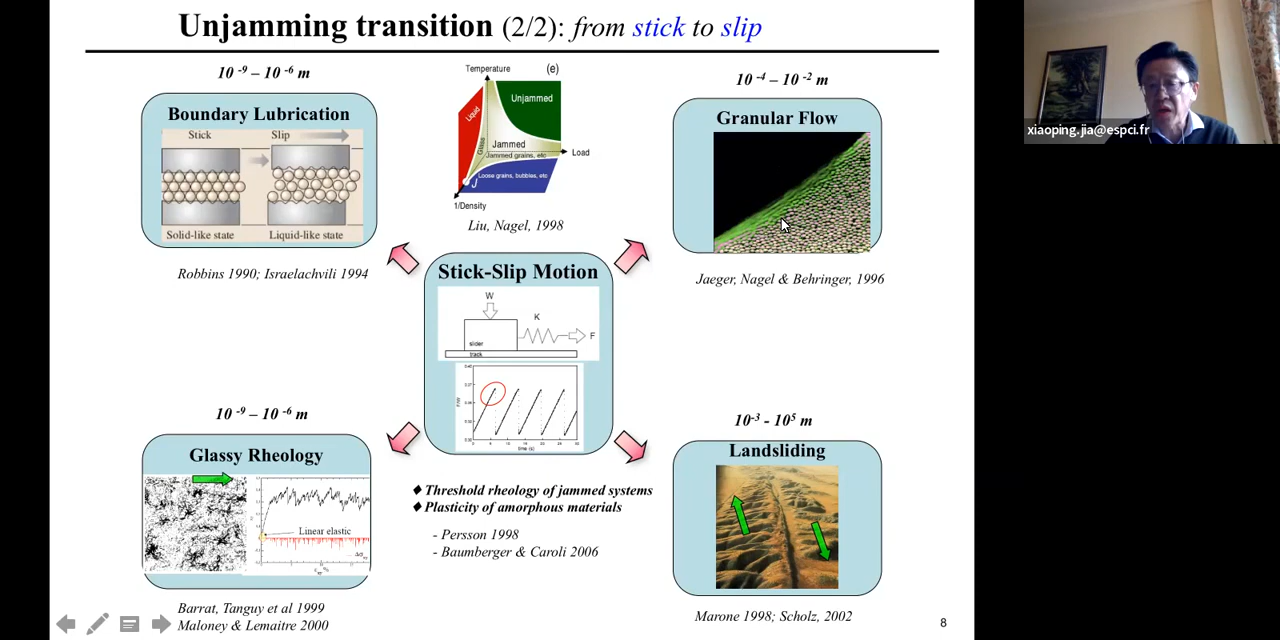 Unjamming transition (2/2): from stick to slip
10 -9 – 10 -6 m
Boundary Lubrication
Stick
Slip
Solid-like state
Liquid-like state
Robbins 1990; Israelachvili 1994
Temperature
(e)
Unjammed
Liquid
Glass
Jammed
Load
Jammed grains, etc
Loose grains, bubbles, etc
J
1/Density
Liu, Nagel, 1998
10 -4 – 10 -2 m
Granular Flow
Jaeger, Nagel & Behringer, 1996
xiaoping.jia@espci.fr
Stick-Slip Motion
W
K
F
slider
track
time (s)
10 -9 – 10 -6 m
Glassy Rheology
Linear elastic
Barrat, Tanguy et al 1999
Maloney & Lemaitre 2000
◆ Threshold rheology of jammed systems
◆ Plasticity of amorphous materials
- Persson 1998
- Baumberger & Caroli 2006
10-3 - 105 m
Landsliding
Marone 1998; Scholz, 2002
8